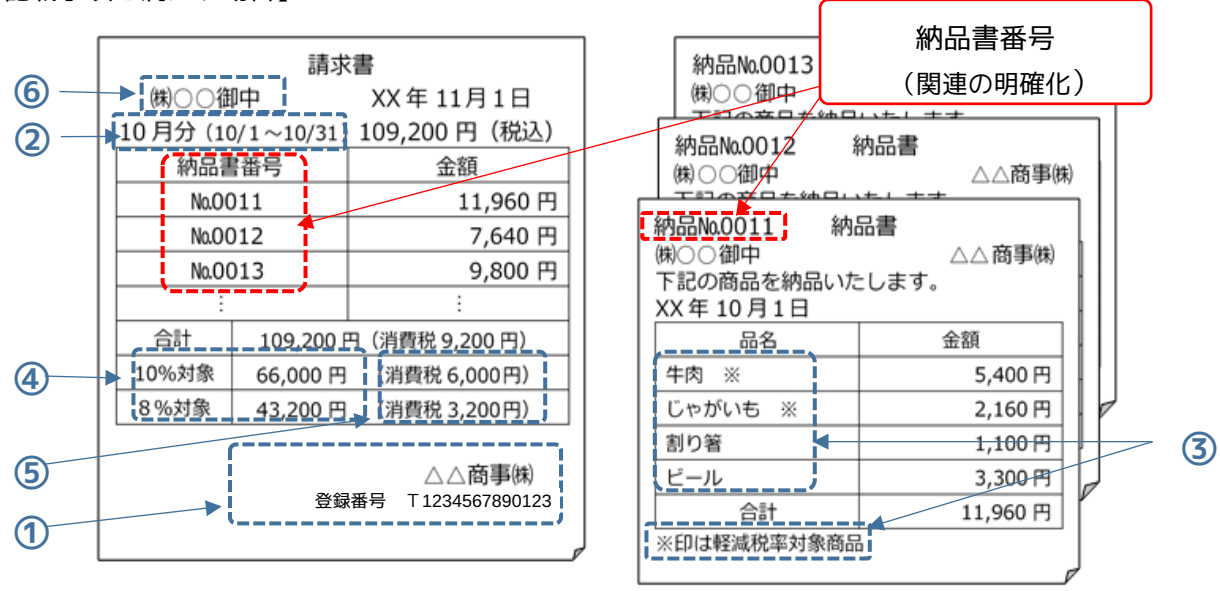 納品書番号
（関連の明確化）
請求書
⑥
㈱○○御中 XX年 11月1日
②
10月分（10/1～10/31） 109,200円（税込）
納品書番号 金額
№0011 11,960円
№0012 7,640円
№0013 9,800円
⋮ ⋮
合計 109,200円（消費税 9,200円）
④
10%対象 66,000円 （消費税 6,000円）
8%対象 43,200円 （消費税 3,200円）
⑤
△△商事㈱
登録番号 T1234567890123
①
納品№0013
㈱○○御中
下記の商品を納品いたします
納品№0012 納品書
㈱○○御中 △△商事㈱
下記の商品を納品いたします
納品№0011 納品書
㈱○○御中 △△商事㈱
下記の商品を納品いたします。
XX年 10月1日
品名 金額
牛肉 ※ 5,400円
じゃがいも ※ 2,160円
割り箸 1,100円
③
ビール 3,300円
合計 11,960円
※印は軽減税率対象商品